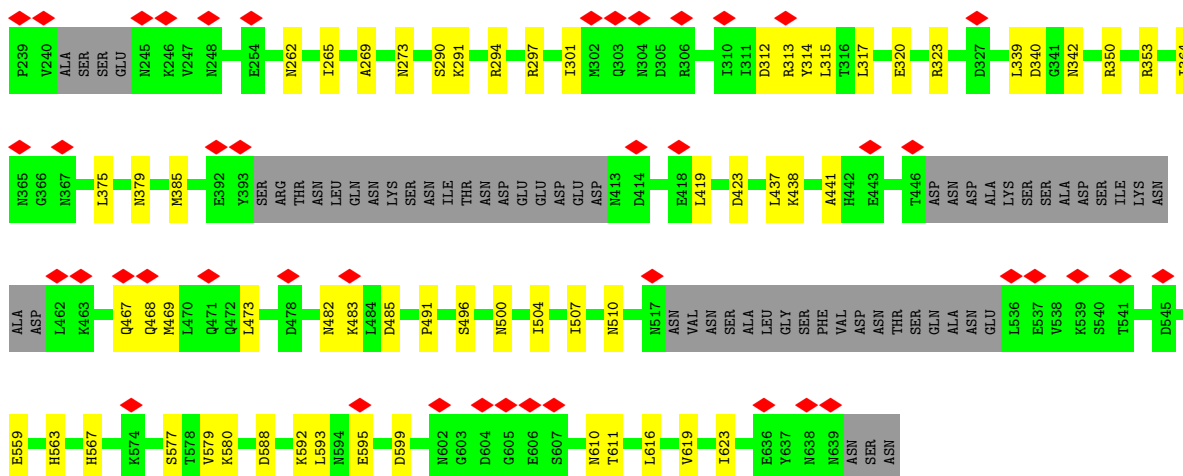 P239 V240 ALA SER SER GLU N245 K246 V247 N248 E254 N262 I265 A269 N273 S290 K291 R294 R297 I301 M302 Q303 N304 D305 R306 I310 I311 D312 R313 Y314 L315 T316 L317 E320 R323 D327 L339 D340 G341 N342 R350 R353
N365 G366 N367 L375 N379 M385 E392 Y393 SER ARG THR ASN LEU GLN ASN LYS SER ASN ILE THR ASN ASP GLU GLU ASP GLU ASP N413 D414 E418 L419 D423 L437 K438 A441 H442 E443 T446 ASP ASN ASP ALA LYS SER SER ALA ASP SER ILE LYS ASN
ALA ASP L462 K463 Q467 Q468 M469 L470 Q471 Q472 L473 D478 N482 K483 L484 D485 P491 S496 N500 I504 I507 N510 N517 ASN VAL ASN SER ALA LEU GLY SER PHE VAL ASP ASN THR SER GLN ALA ASN GLU L536 E537 V538 K539 S540 T541 D545
E559 H563 H567 K574 S577 T578 V579 K580 D588 K592 L593 N594 E595 D599 N602 G603 D604 G605 E606 S607 N610 T611 L616 V619 I623 E636 Y637 N638 N639 ASN SER ASN